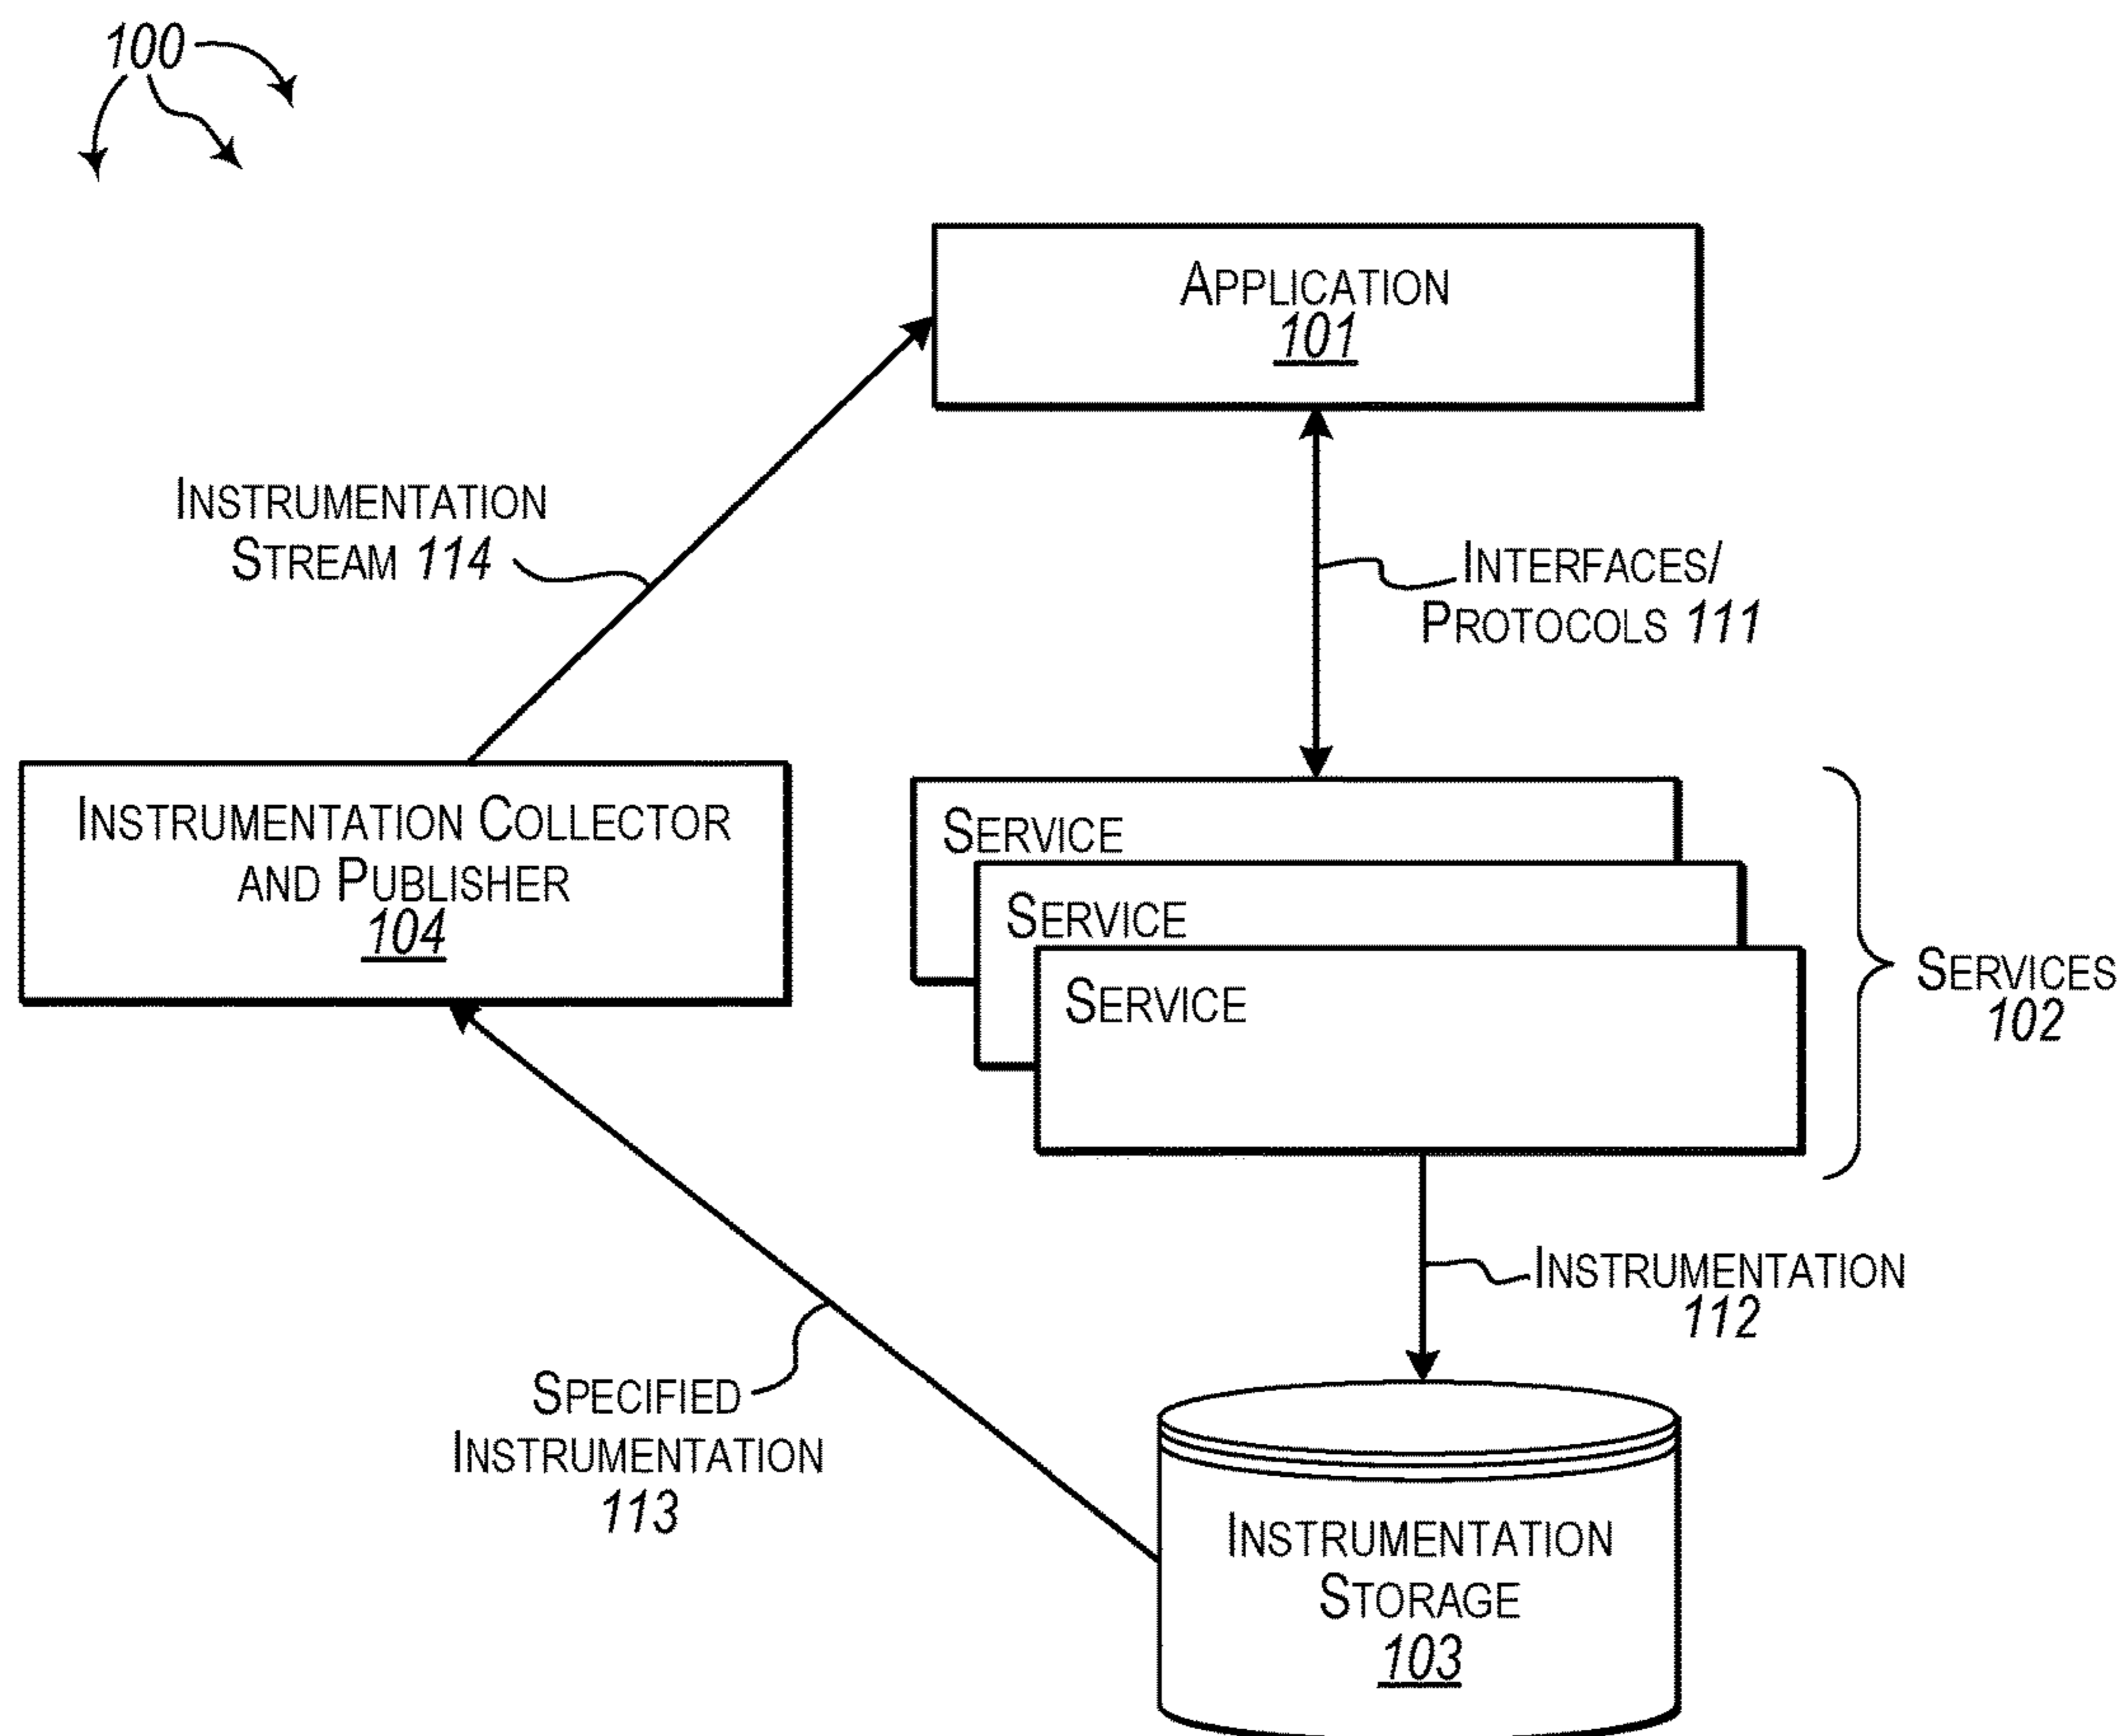 100
APPLICATION
101
INSTRUMENTATION
STREAM 114
INTERFACES/
PROTOCOLS 111
INSTRUMENTATION COLLECTOR
AND PUBLISHER
104
SERVICE
SERVICE
SERVICE
SERVICES
102
INSTRUMENTATION
112
SPECIFIED
INSTRUMENTATION
113
INSTRUMENTATION
STORAGE
103